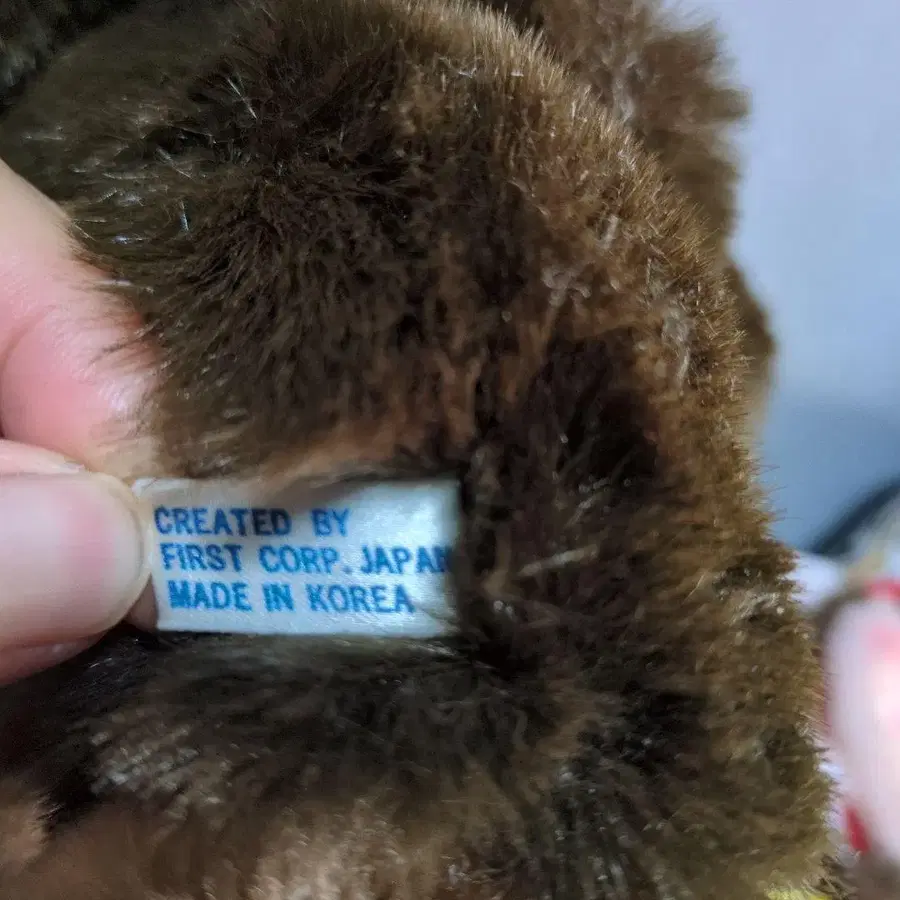 CREATED BY
FIRST CORP. JAPAN
MADE IN KOREA